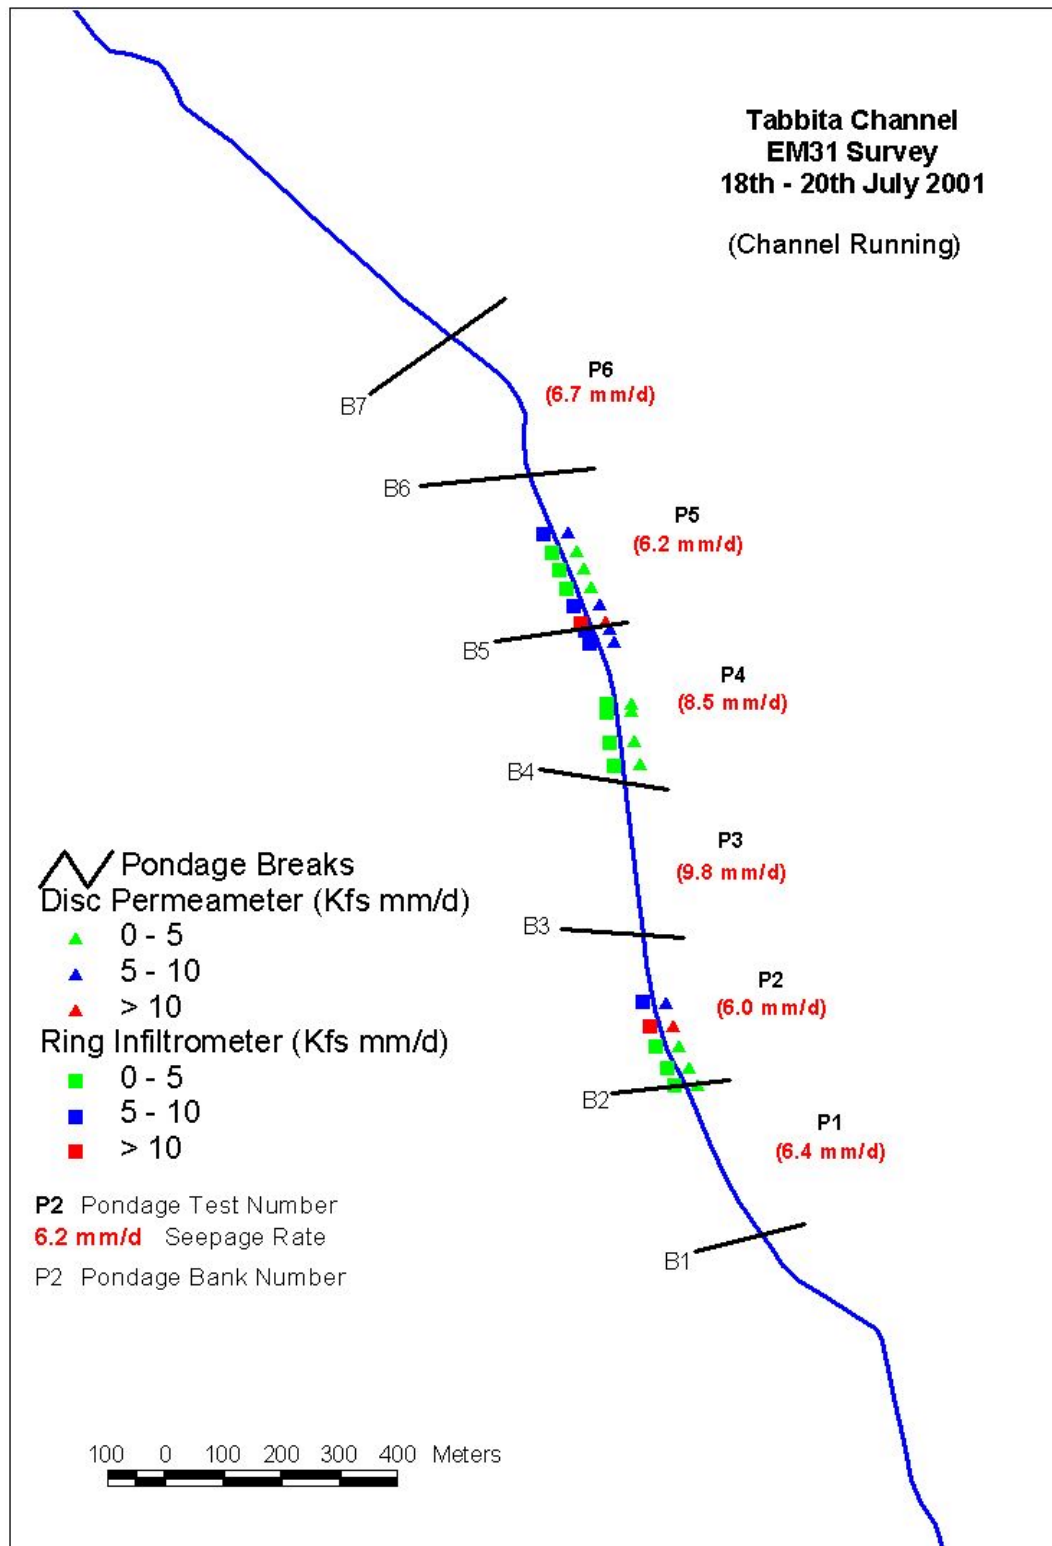 Tabbita Channel
EM31 Survey
18th - 20th July 2001
(Channel Running)
P6
(6.7 mm/d)
B7
B6
P5
(6.2 mm/d)
B5
P4
(8.5 mm/d)
B4
P3
(9.8 mm/d)
B3
P2
(6.0 mm/d)
B2
P1
(6.4 mm/d)
B1
Pondage Breaks
Disc Permeameter (Kfs mm/d)
0 - 5
5 - 10
> 10
Ring Infiltrometer (Kfs mm/d)
0 - 5
5 - 10
> 10
P2 Pondage Test Number
6.2 mm/d Seepage Rate
P2 Pondage Bank Number
100 0 100 200 300 400 Meters